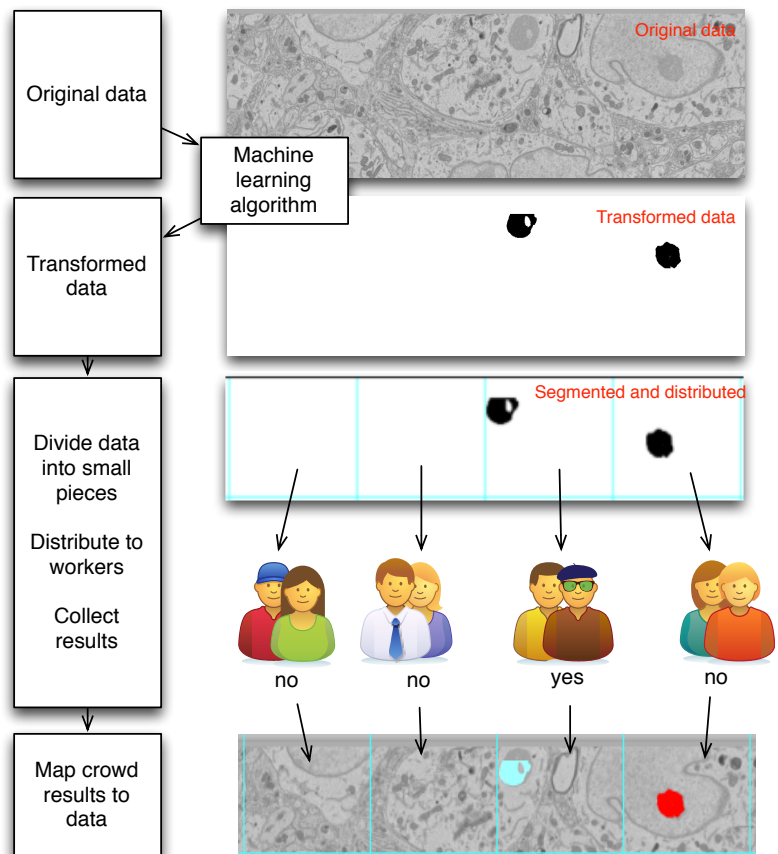 Original data
Original data
Machine
learning
algorithm
Transformed
data
Transformed data
Divide data
into small
pieces
Distribute to
workers
Collect
results
Segmented and distributed
no
no
yes
no
Map crowd
results to
data